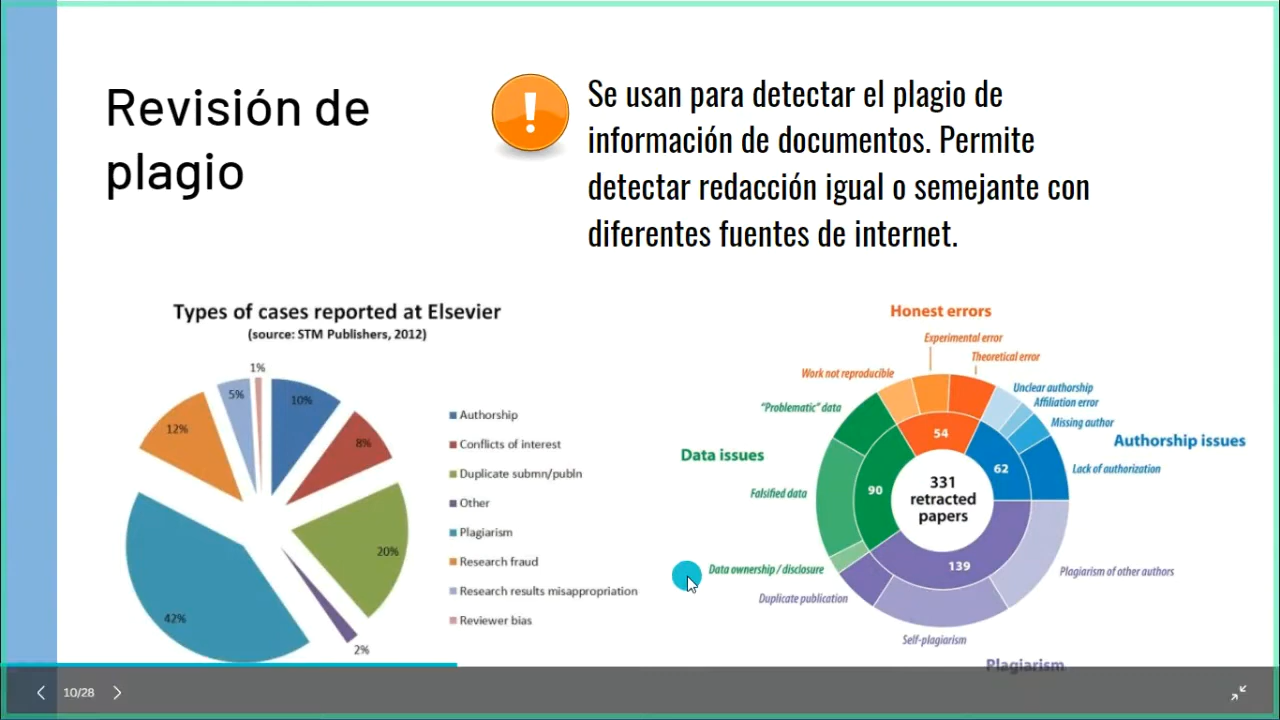 Revisión de
plagio
!
Se usan para detectar el plagio de
información de documentos. Permite
detectar redacción igual o semejante con
diferentes fuentes de internet.
Types of cases reported at Elsevier
(source: STM Publishers, 2012)
1%
5%
10%
12%
8%
20%
42%
2%
Authorship
Conflicts of interest
Duplicate submn/publn
Other
Plagiarism
Research fraud
Research results misappropriation
Reviewer bias
Honest errors
Experimental error
Theoretical error
Work not reproducible
Unclear authorship
Affiliation error
"Problematic" data
Missing author
Authorship issues
Data issues
54
62
Lack of authorization
331
retracted
papers
90
Falsified data
139
Data ownership / disclosure
Plagiarism of other authors
Duplicate publication
Self-plagiarism
Plagiarism
10/28